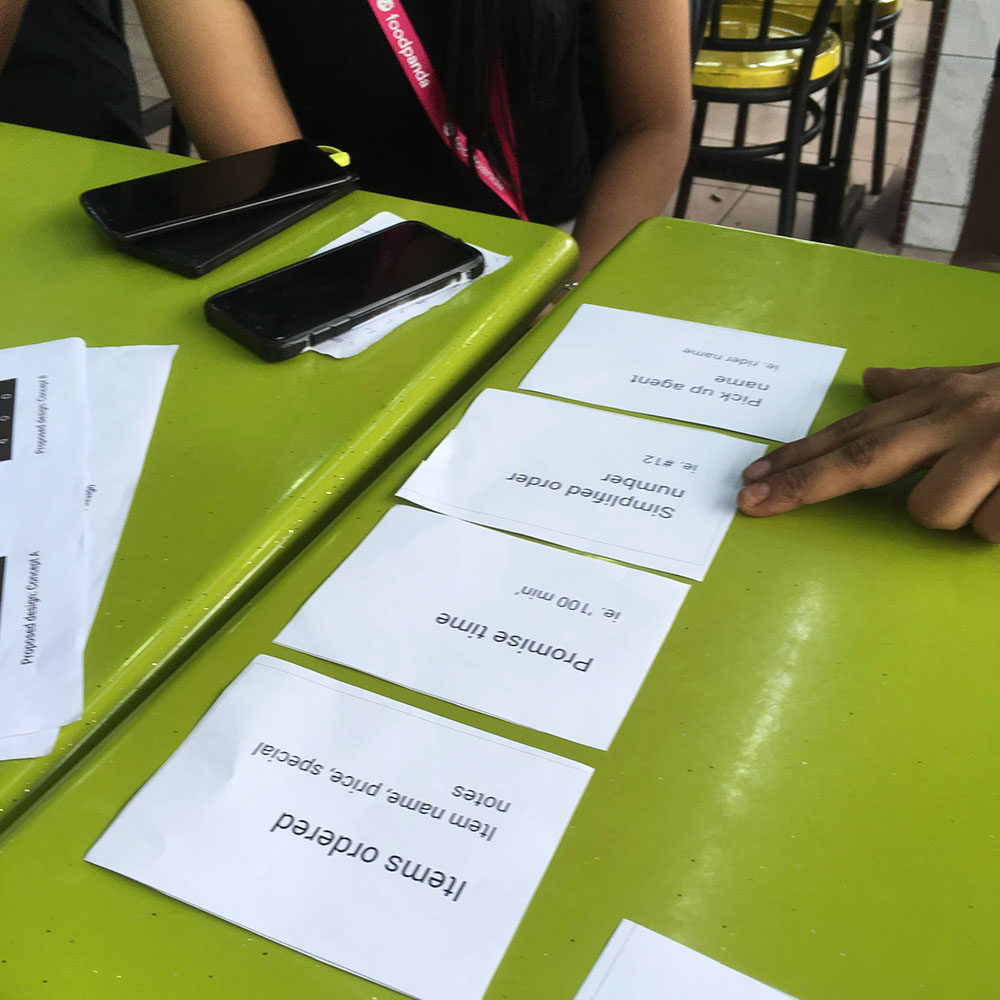 foodpanda
Pick up agent
name
ie. rider name
Simplified order
number
ie. #12
Promise time
ie. '100 min'
Items ordered
Item name, price, special
notes
Proposed design: Concept B
Proposed design: Concept A